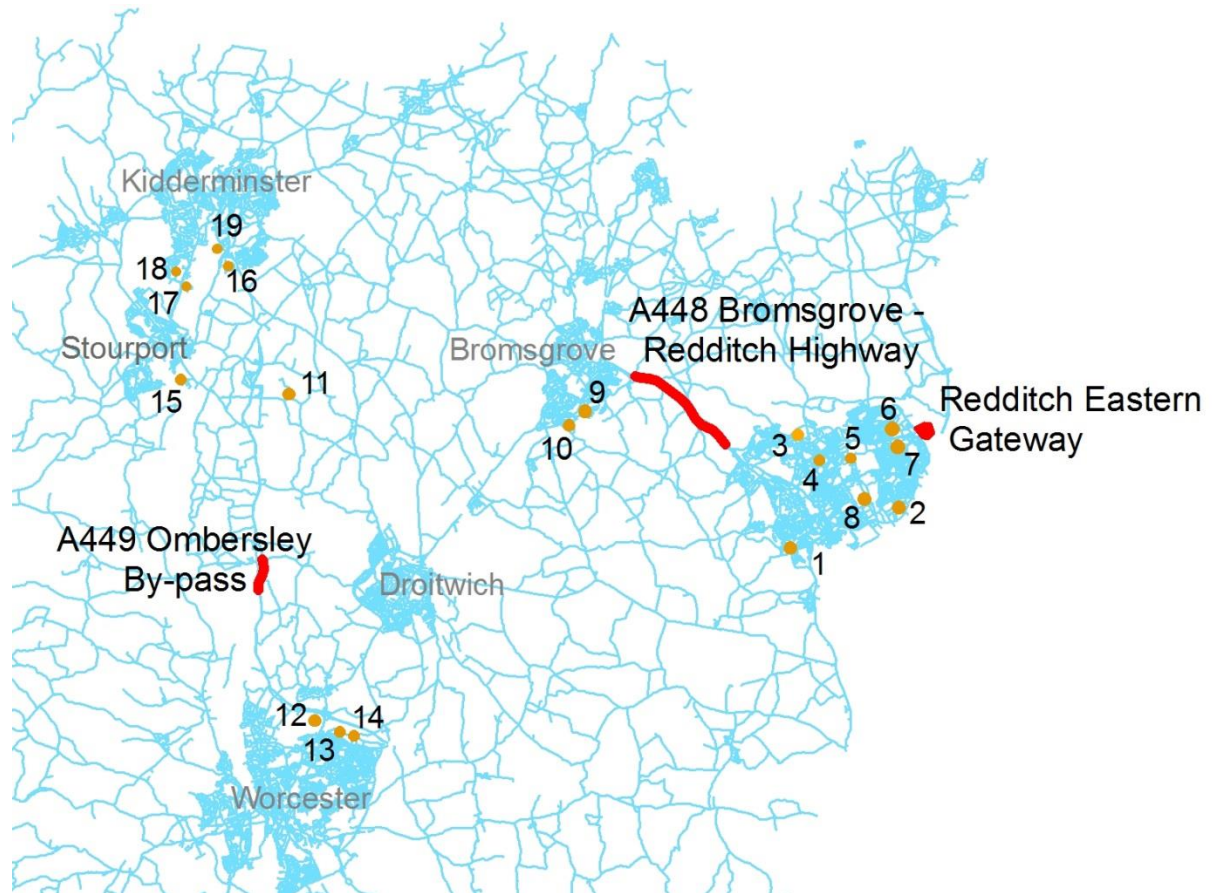 Kidderminster
19
18
16
17
A448 Bromsgrove -
Redditch Highway
Stourport
Bromsgrove
11
15
9
10
Redditch Eastern
Gateway
6
3
5
7
4
8
2
A449 Ombersley
By-pass
1
Droitwich
12
14
13
Worcester